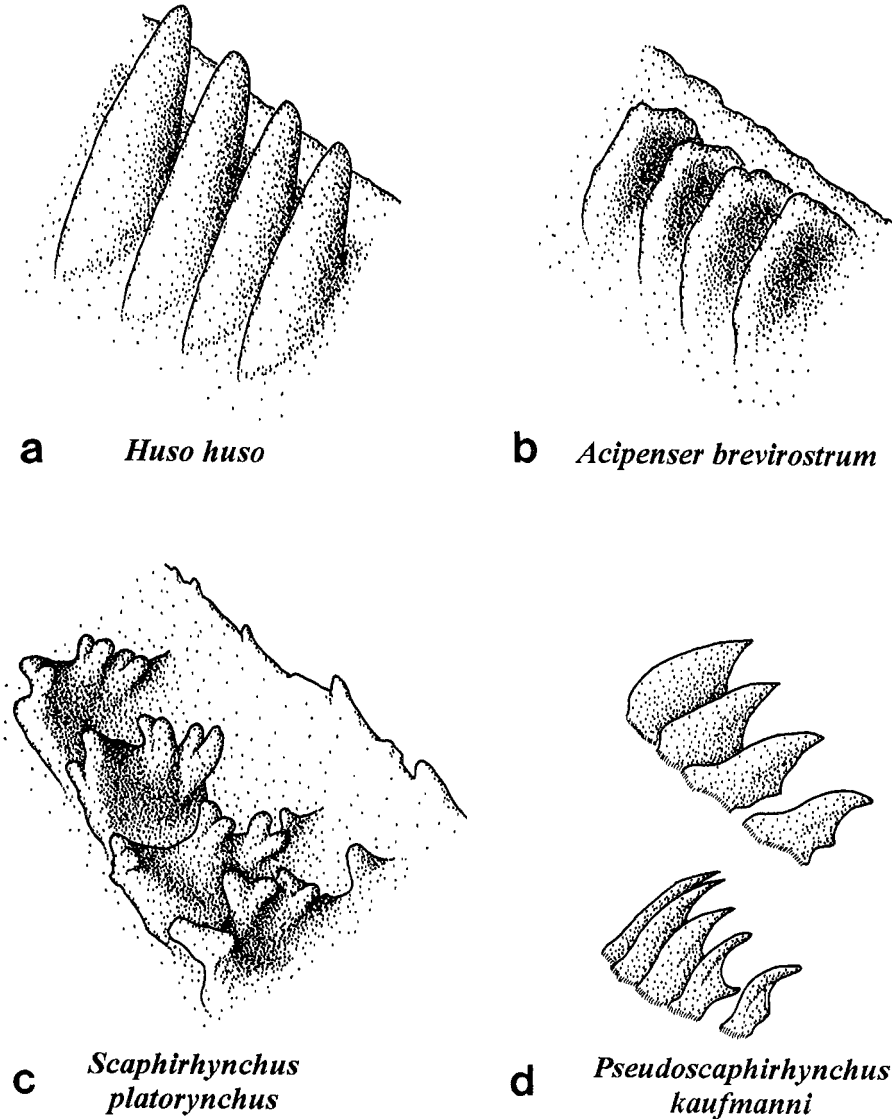 a Huso huso
b Acipenser brevirostrum
c Scaphirhynchus
platorynchus
d Pseudoscaphirhynchus
kaufmanni